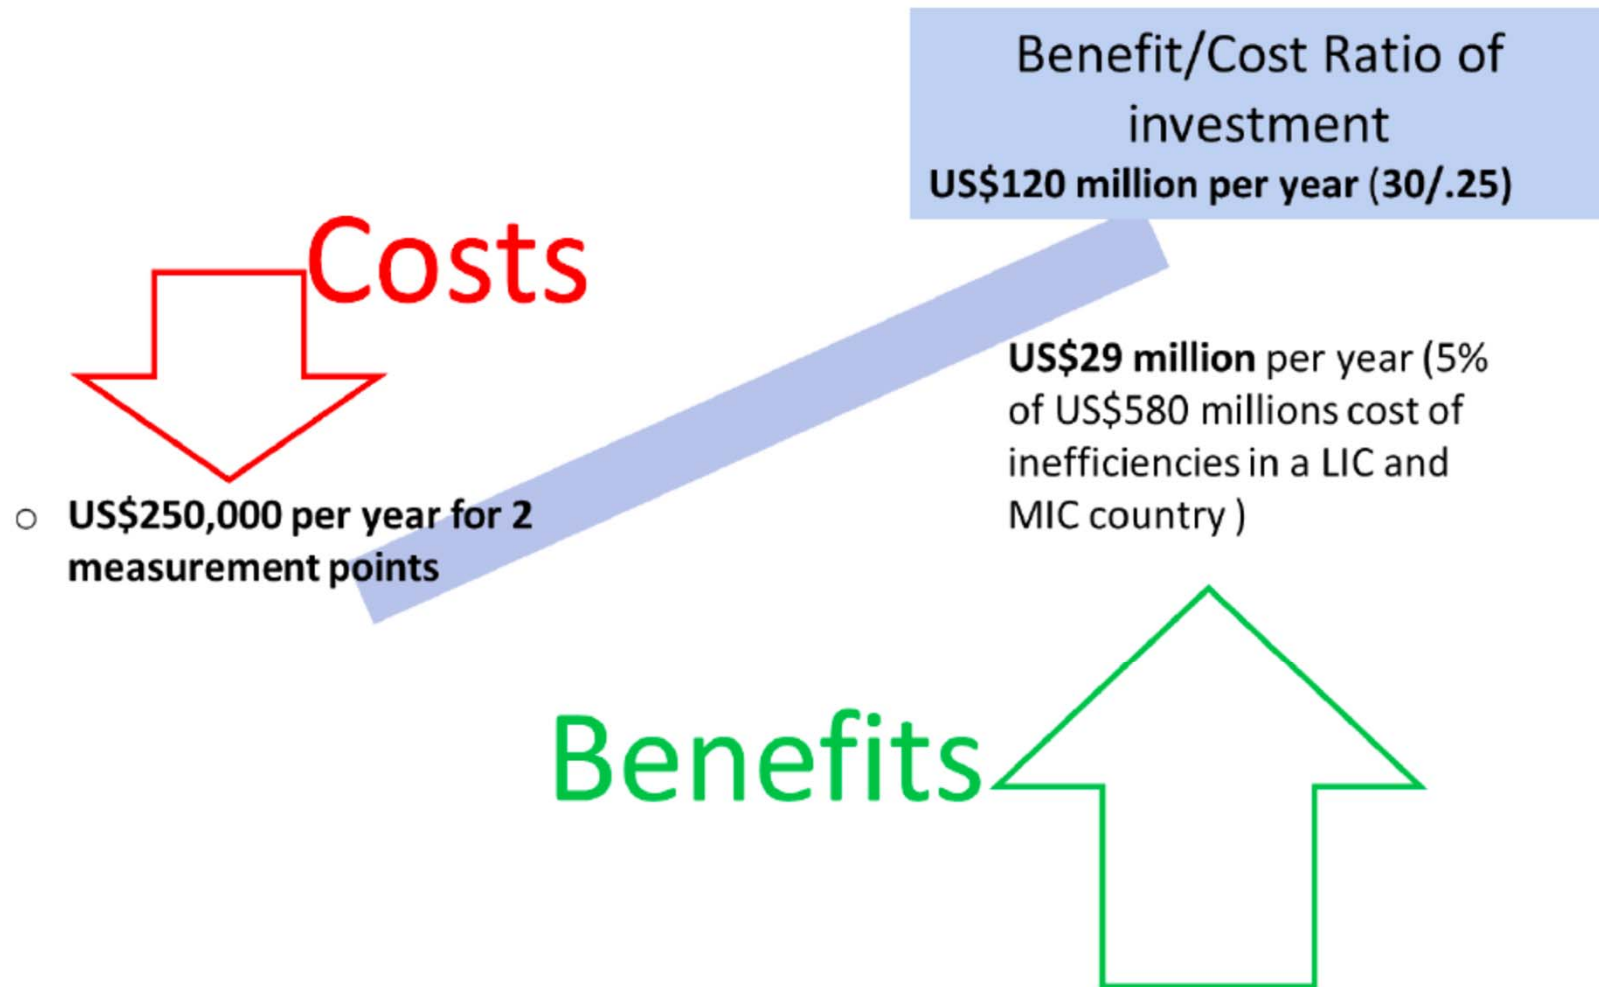 Benefit/Cost Ratio of
investment
US$120 million per year (30/.25)
Costs
○ US$250,000 per year for 2
measurement points
US$29 million per year (5%
of US$580 millions cost of
inefficiencies in a LIC and
MIC country )
Benefits